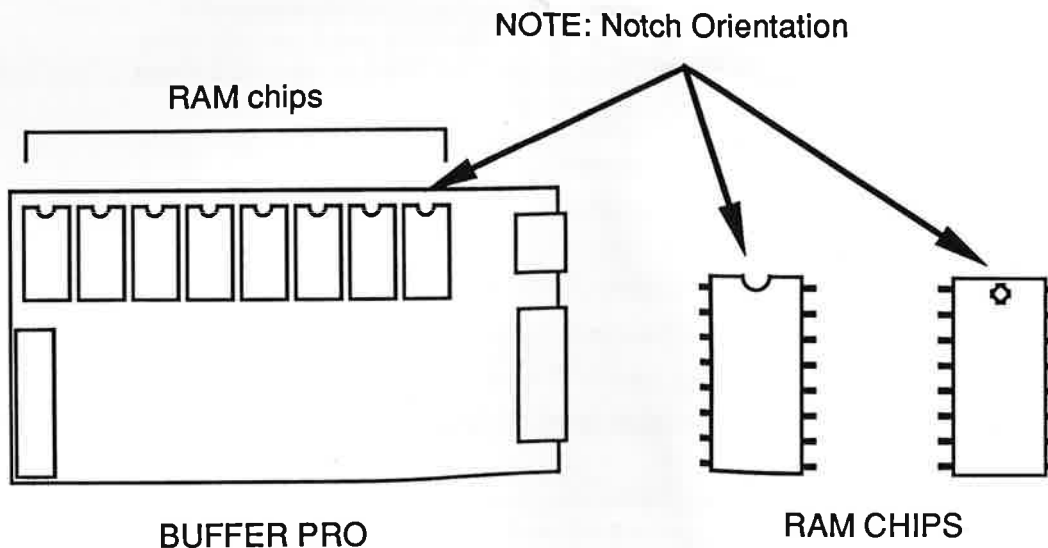 NOTE: Notch Orientation
RAM chips
BUFFER PRO
RAM CHIPS